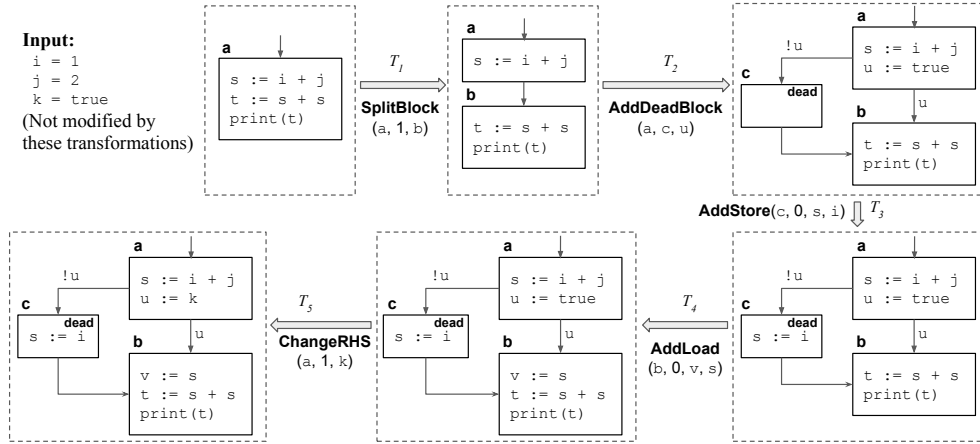 Input:
i = 1
j = 2
k = true
(Not modified by
these transformations)
a
s := i + j
t := s + s
print(t)
T1
SplitBlock
(a, 1, b)
a
s := i + j
b
t := s + s
print(t)
T2
AddDeadBlock
(a, c, u)
a
!u
s := i + j
u := true
c
dead
u
b
t := s + s
print(t)
AddStore(c, 0, s, i)
T3
a
!u
s := i + j
u := true
c
dead
s := i
u
b
t := s + s
print(t)
T4
AddLoad
(b, 0, v, s)
a
!u
s := i + j
u := true
c
dead
s := i
u
b
v := s
t := s + s
print(t)
T5
ChangeRHS
(a, 1, k)
a
!u
s := i + j
u := k
c
dead
s := i
u
b
v := s
t := s + s
print(t)